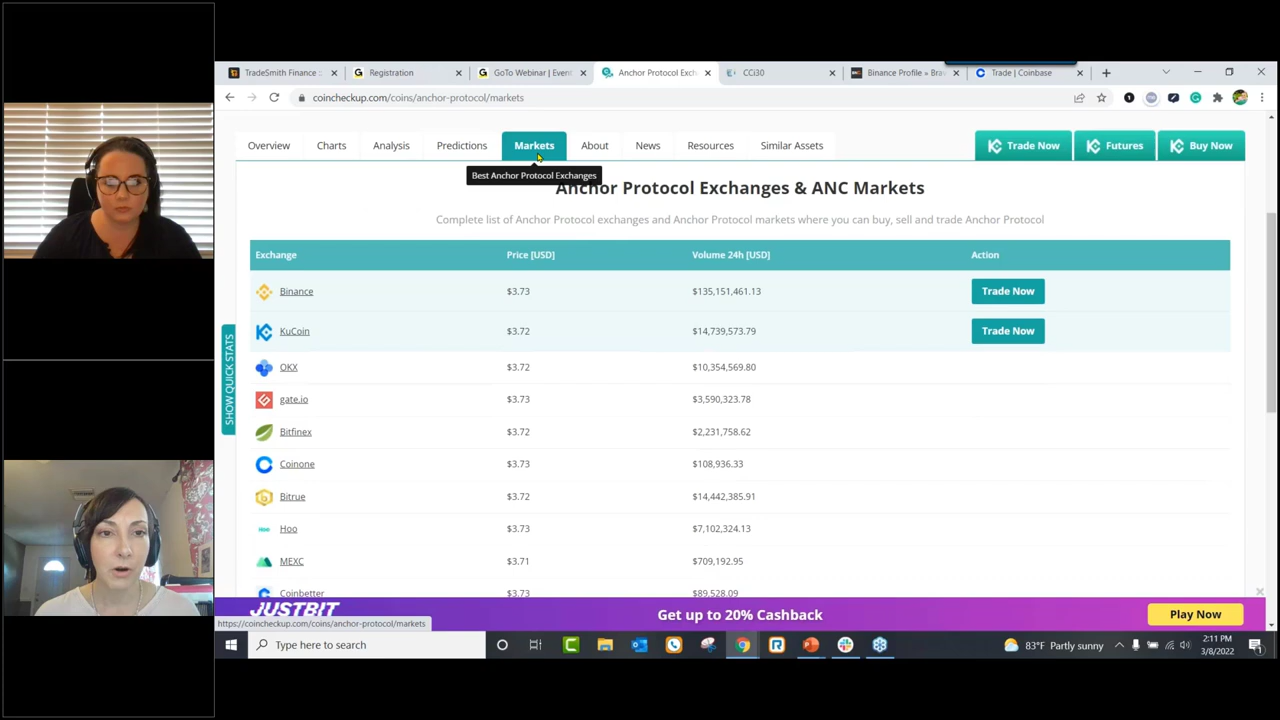 TradeSmith Finance ::
Registration
GoTo Webinar | Event
Anchor Protocol Exch
CCi30
Binance Profile » Brav
Trade | Coinbase
coincheckup.com/coins/anchor-protocol/markets
Overview
Charts
Analysis
Predictions
Markets
About
News
Resources
Similar Assets
Trade Now
Futures
Buy Now
Best Anchor Protocol Exchanges
Anchor Protocol Exchanges & ANC Markets
Complete list of Anchor Protocol exchanges and Anchor Protocol markets where you can buy, sell and trade Anchor Protocol
Exchange Price [USD] Volume 24h [USD] Action
Binance $3.73 $135,151,461.13 Trade Now
KuCoin $3.72 $14,739,573.79 Trade Now
OKX $3.72 $10,354,569.80
gate.io $3.73 $3,590,323.78
Bitfinex $3.72 $2,231,758.62
Coinone $3.73 $108,936.33
Bitrue $3.72 $14,442,385.91
Hoo $3.73 $7,102,324.13
MEXC $3.71 $709,192.95
Coinbetter $3.73 $89,528.09
SHOW QUICK STATS
JUSTBIT
Get up to 20% Cashback
Play Now
https://coincheckup.com/coins/anchor-protocol/markets
Type here to search
83°F Partly sunny
2:11 PM
3/8/2022